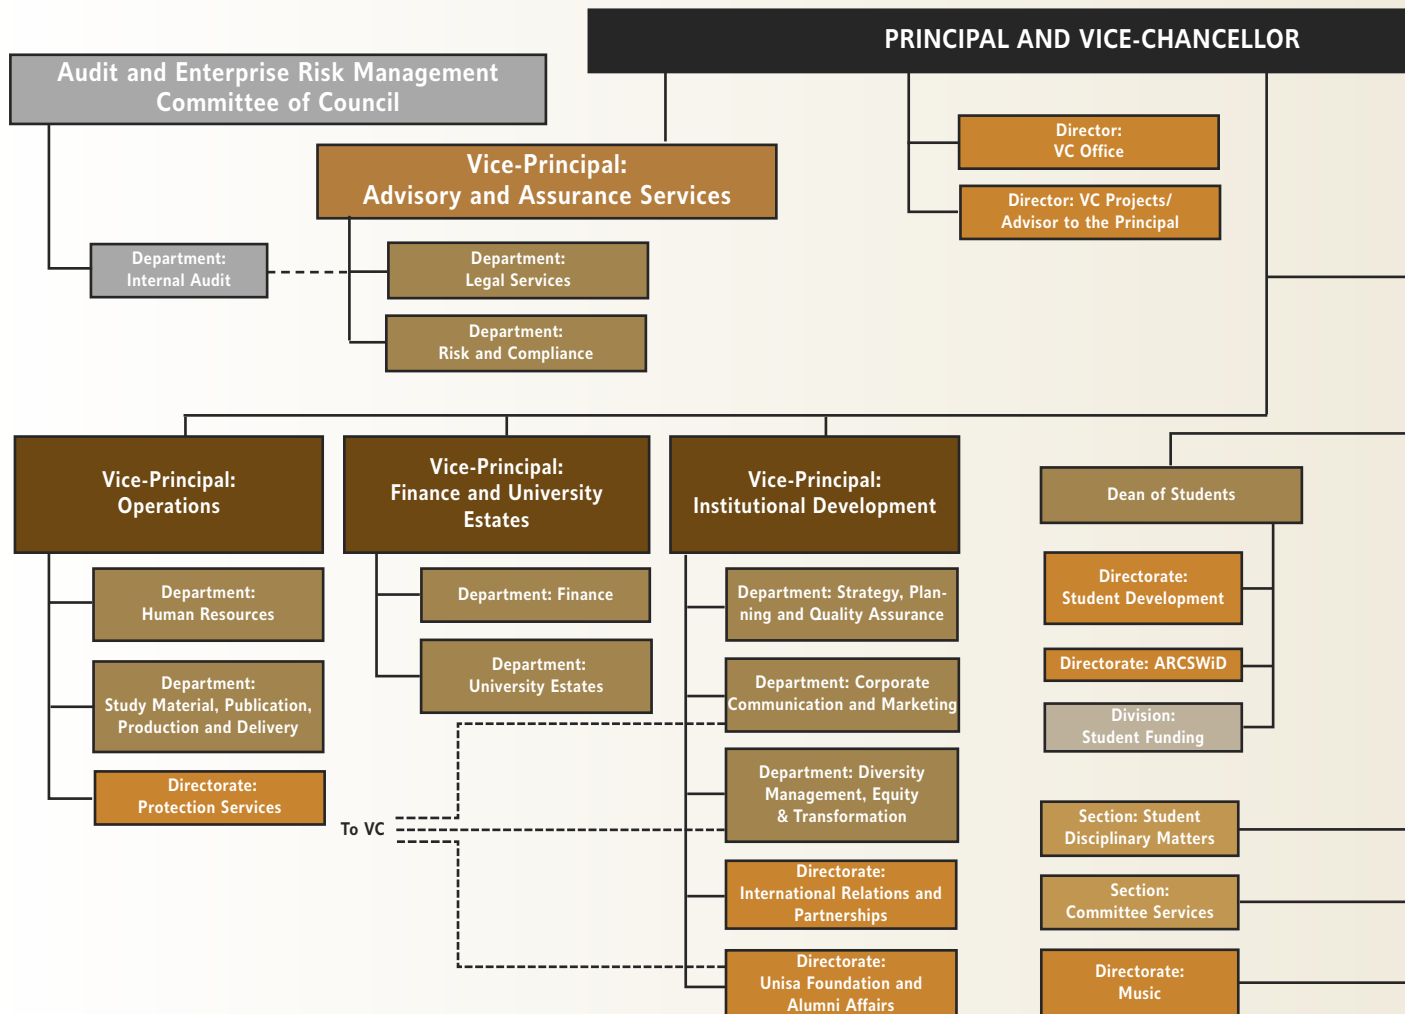 PRINCIPAL AND VICE-CHANCELLOR
Audit and Enterprise Risk Management
Committee of Council
Vice-Principal:
Advisory and Assurance Services
Director:
VC Office
Director: VC Projects/
Advisor to the Principal
Department:
Internal Audit
Department:
Legal Services
Department:
Risk and Compliance
Vice-Principal:
Operations
Department:
Human Resources
Department:
Study Material, Publication,
Production and Delivery
Directorate:
Protection Services
Vice-Principal:
Finance and University
Estates
Department: Finance
Department:
University Estates
To VC
Vice-Principal:
Institutional Development
Department: Strategy, Plan-
ning and Quality Assurance
Department: Corporate
Communication and Marketing
Department: Diversity
Management, Equity
& Transformation
Directorate:
International Relations and
Partnerships
Directorate:
Unisa Foundation and
Alumni Affairs
Dean of Students
Directorate:
Student Development
Directorate: ARCSWiD
Division:
Student Funding
Section: Student
Disciplinary Matters
Section:
Committee Services
Directorate:
Music